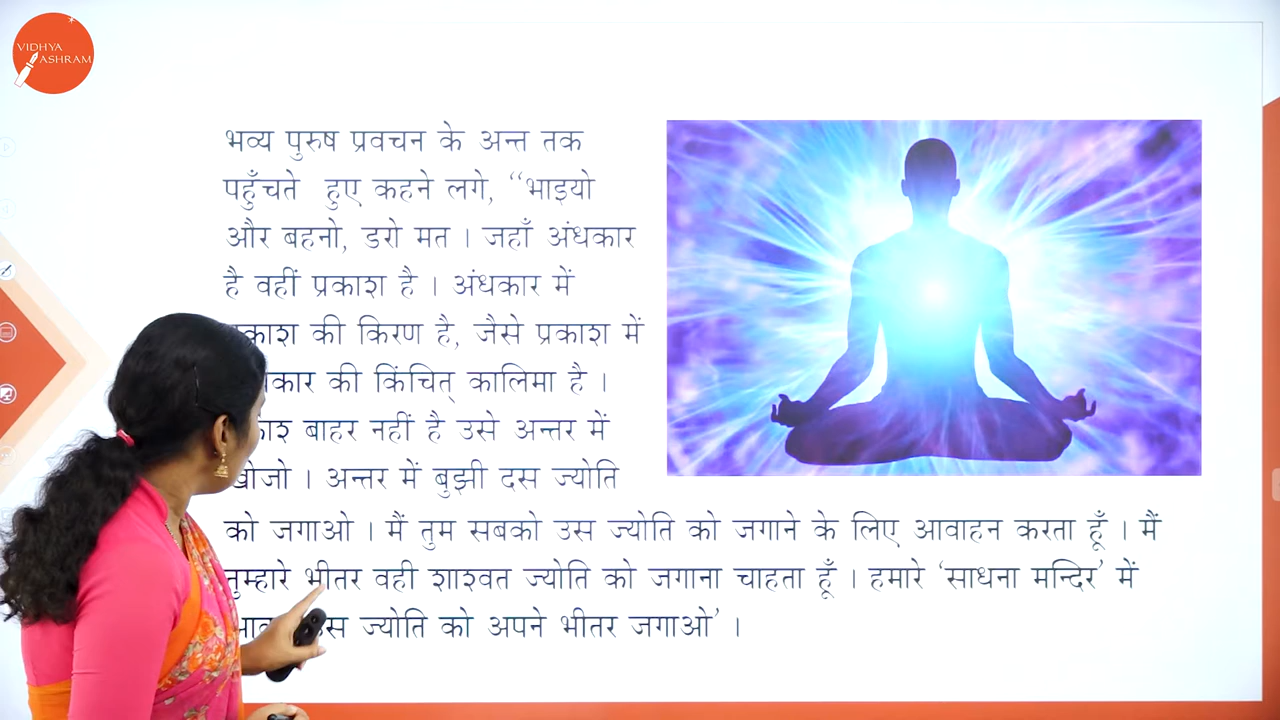 VIDHYA
ASHRAM
भव्य पुरुष प्रवचन के अन्त तक
पहुँचते हुए कहने लगे, “भाइयो
और बहनो, डरो मत । जहाँ अंधकार
है वहीं प्रकाश है । अंधकार में
की किरण है, जैसे प्रकाश में
की किंचित् कालिमा है ।
बाहर नहीं है उसे अन्तर में
। अन्तर में बुझी दस ज्योति
को जगाओ । मैं तुम सबको उस ज्योति को जगाने के लिए आवाहन करता हूँ । मैं
तुम्हारे भीतर वही शाश्वत ज्योति को जगाना चाहता हूँ । हमारे ‘साधना मन्दिर’ में
ज्योति को अपने भीतर जगाओ’ ।